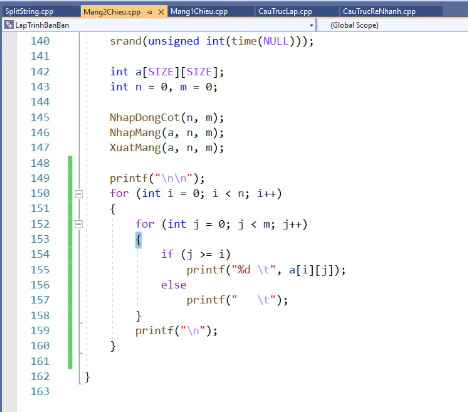 SplitString.cpp Mang2Chieu.cpp Mang1Chieu.cpp CauTrucLap.cpp CauTrucReNhanh.cpp
LapTrinhBanBan (Global Scope)
140 srand(unsigned int(time(NULL)));
141
142 int a[SIZE][SIZE];
143 int n = 0, m = 0;
144
145 NhapDongCot(n, m);
146 NhapMang(a, n, m);
147 XuatMang(a, n, m);
148
149 printf("\n\n");
150 for (int i = 0; i < n; i++)
151 {
152 for (int j = 0; j < m; j++)
153 {
154 if (j >= i)
155 printf("%d \t", a[i][j]);
156 else
157 printf("   \t");
158 }
159 printf("\n");
160 }
161
162 }
163